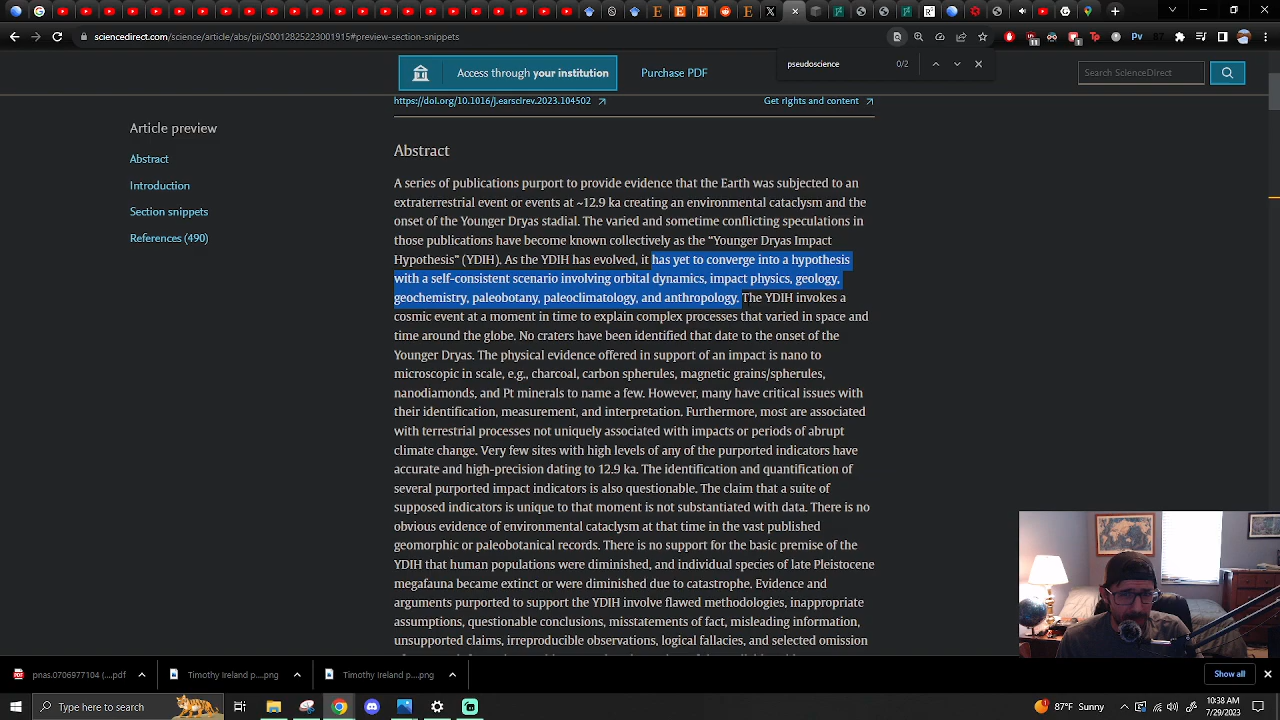 sciencedirect.com/science/article/abs/pii/S0012825223001915#preview-section-snippets
pseudoscience 0/2
Access through your institution
Purchase PDF
Search ScienceDirect
https://doi.org/10.1016/j.earscirev.2023.104502
Get rights and content
Article preview
Abstract
Introduction
Section snippets
References (490)
Abstract
A series of publications purport to provide evidence that the Earth was subjected to an
extraterrestrial event or events at ~12.9 ka creating an environmental cataclysm and the
onset of the Younger Dryas stadial. The varied and sometime conflicting speculations in
those publications have become known collectively as the “Younger Dryas Impact
Hypothesis” (YDIH). As the YDIH has evolved, it has yet to converge into a hypothesis
with a self-consistent scenario involving orbital dynamics, impact physics, geology,
geochemistry, paleobotany, paleoclimatology, and anthropology. The YDIH invokes a
cosmic event at a moment in time to explain complex processes that varied in space and
time around the globe. No craters have been identified that date to the onset of the
Younger Dryas. The physical evidence offered in support of an impact is nano to
microscopic in scale, e.g., charcoal, carbon spherules, magnetic grains/spherules,
nanodiamonds, and Pt minerals to name a few. However, many have critical issues with
their identification, measurement, and interpretation. Furthermore, most are associated
with terrestrial processes not uniquely associated with impacts or periods of abrupt
climate change. Very few sites with high levels of any of the purported indicators have
accurate and high-precision dating to 12.9 ka. The identification and quantification of
several purported impact indicators is also questionable. The claim that a suite of
supposed indicators is unique to that moment is not substantiated with data. There is no
obvious evidence of environmental cataclysm at that time in the vast published
geomorphic or paleobotanical records. There is no support for the basic premise of the
YDIH that human populations were diminished, and individual species of late Pleistocene
megafauna became extinct or were diminished due to catastrophe. Evidence and
arguments purported to support the YDIH involve flawed methodologies, inappropriate
assumptions, questionable conclusions, misstatements of fact, misleading information,
unsupported claims, irreproducible observations, logical fallacies, and selected omission
pnas.0706977104 (....pdf
Timothy Ireland p....png
Timothy Ireland p....png
Show all
Type here to search
87°F Sunny
10:38 AM
7/29/2023